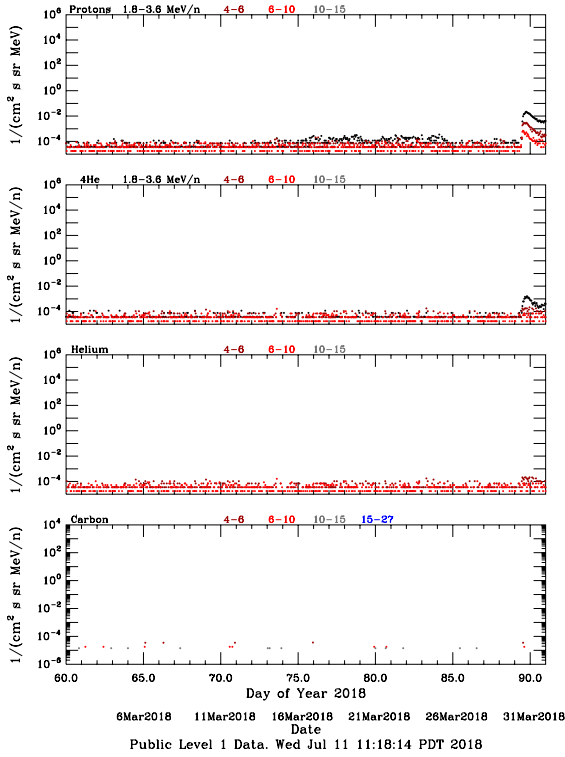 Protons 1.8-3.6 MeV/n 4-6 6-10 10-15
10^6
10^4
10^2
10^0
10^-2
10^-4
1/(cm^2 s sr MeV)
4He 1.8-3.6 MeV/n 4-6 6-10 10-15
10^6
10^4
10^2
10^0
10^-2
10^-4
1/(cm^2 s sr MeV/n)
Helium 4-6 6-10 10-15
10^6
10^4
10^2
10^0
10^-2
10^-4
1/(cm^2 s sr MeV/n)
Carbon 4-6 6-10 10-15 15-27
10^4
10^2
10^0
10^-2
10^-4
10^-6
1/(cm^2 s sr MeV/n)
60.0 65.0 70.0 75.0 80.0 85.0 90.0
Day of Year 2018
6Mar2018 11Mar2018 16Mar2018 21Mar2018 26Mar2018 31Mar2018
Date
Public Level 1 Data. Wed Jul 11 11:18:14 PDT 2018